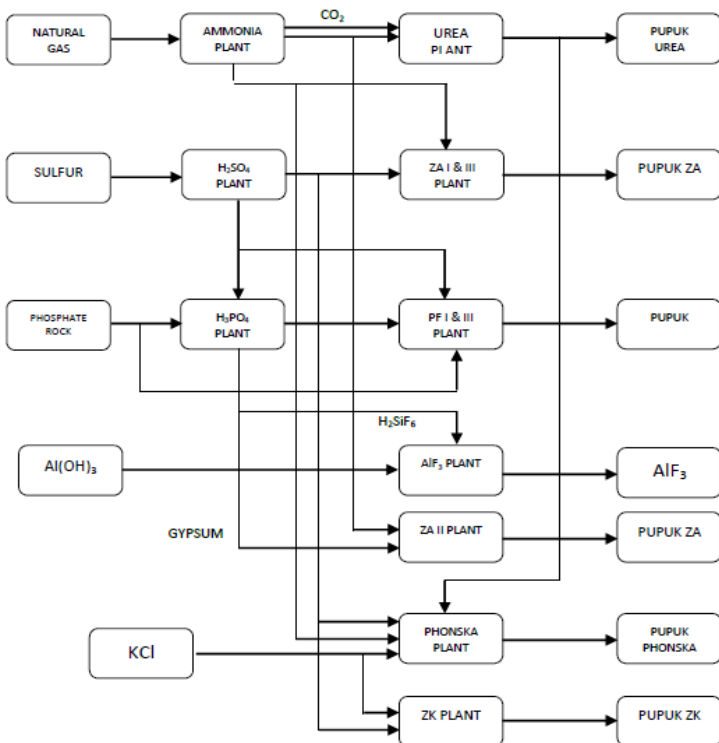 CO₂
NATURAL
GAS
AMMONIA
PLANT
UREA
PLANT
PUPUK
UREA
SULFUR
H₂SO₄
PLANT
ZA I & III
PLANT
PUPUK ZA
PHOSPHATE
ROCK
H₃PO₄
PLANT
PF I & III
PLANT
PUPUK
H₂SiF₆
Al(OH)₃
AlF₃ PLANT
AlF₃
GYPSUM
ZA II PLANT
PUPUK ZA
KCl
PHONSKA
PLANT
PUPUK
PHONSKA
ZK PLANT
PUPUK ZK